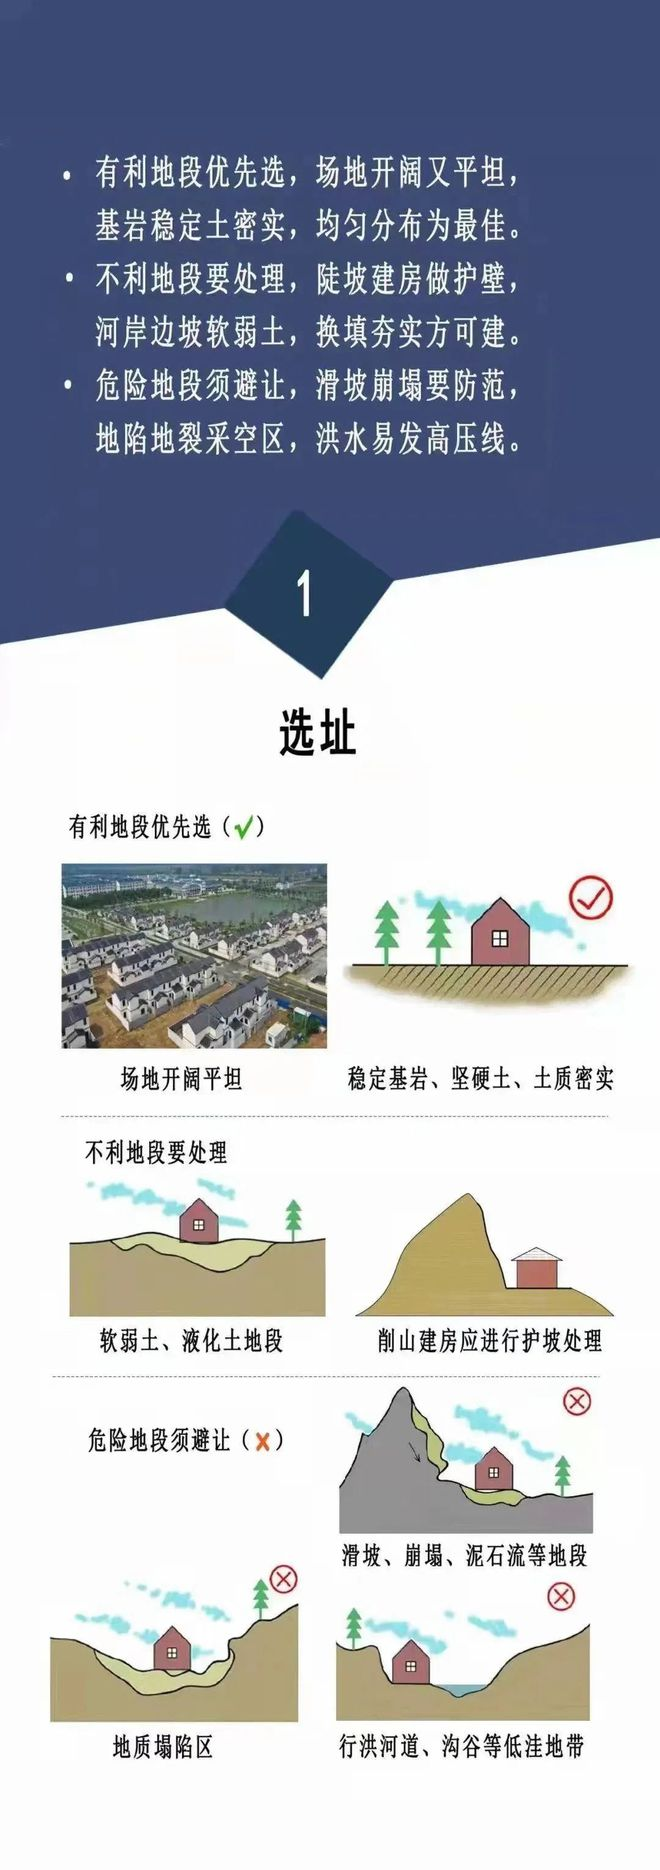 • 有利地段优先选，场地开阔又平坦，
基岩稳定土密实，均匀分布为最佳。
• 不利地段要处理，陡坡建房做护壁，
河岸边坡软弱土，换填夯实方可建。
• 危险地段须避让，滑坡崩塌要防范，
地陷地裂采空区，洪水易发高压线。
1
选址
有利地段优先选（✓）
场地开阔平坦
稳定基岩、坚硬土、土质密实
不利地段要处理
软弱土、液化土地段
削山建房应进行护坡处理
危险地段须避让（×）
滑坡、崩塌、泥石流等地段
地质塌陷区
行洪河道、沟谷等低洼地带